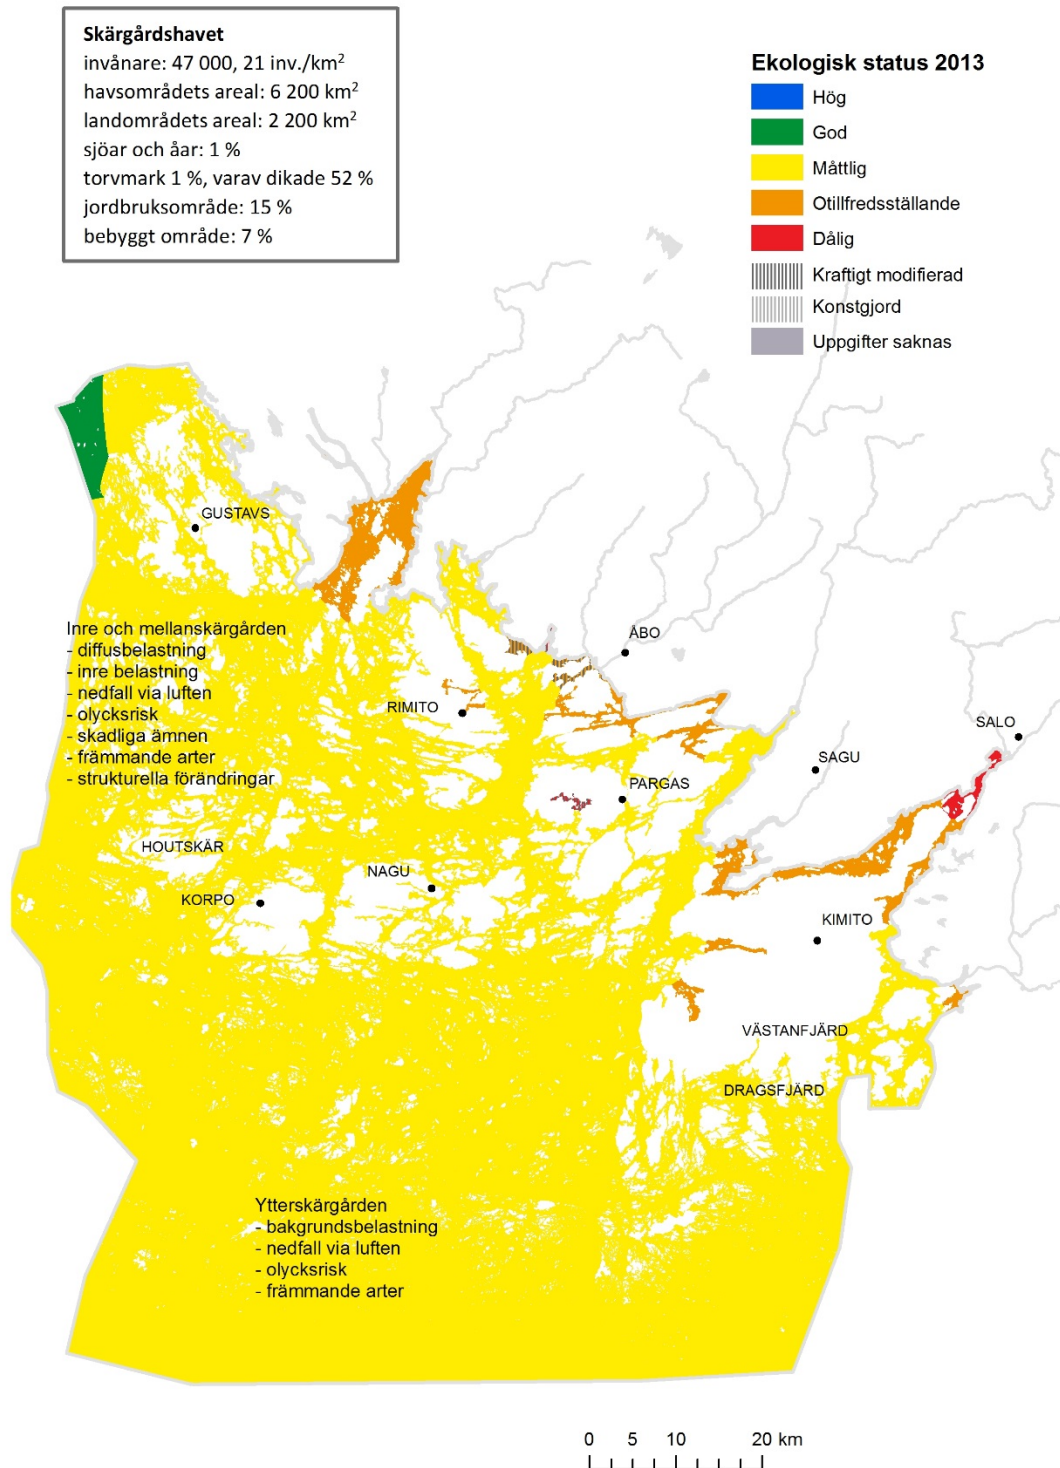 Skärgårdshavet
invånare: 47 000, 21 inv./km²
havsområdets areal: 6 200 km²
landområdets areal: 2 200 km²
sjöar och åar: 1 %
torvmark 1 %, varav dikade 52 %
jordbruksområde: 15 %
bebyggt område: 7 %
Ekologisk status 2013
Hög
God
Måttlig
Otillfredsställande
Dålig
Kraftigt modifierad
Konstgjord
Uppgifter saknas
GUSTAVS
Inre och mellanskärgården
- diffusbelastning
- inre belastning
- nedfall via luften
- olycksrisk
- skadliga ämnen
- främmande arter
- strukturella förändringar
ÅBO
RIMITO
SALO
SAGU
PARGAS
HOUTSKÄR
NAGU
KORPO
KIMITO
VÄSTANFJÄRD
DRAGSFJÄRD
Ytterskärgården
- bakgrundsbelastning
- nedfall via luften
- olycksrisk
- främmande arter
0 5 10 20 km